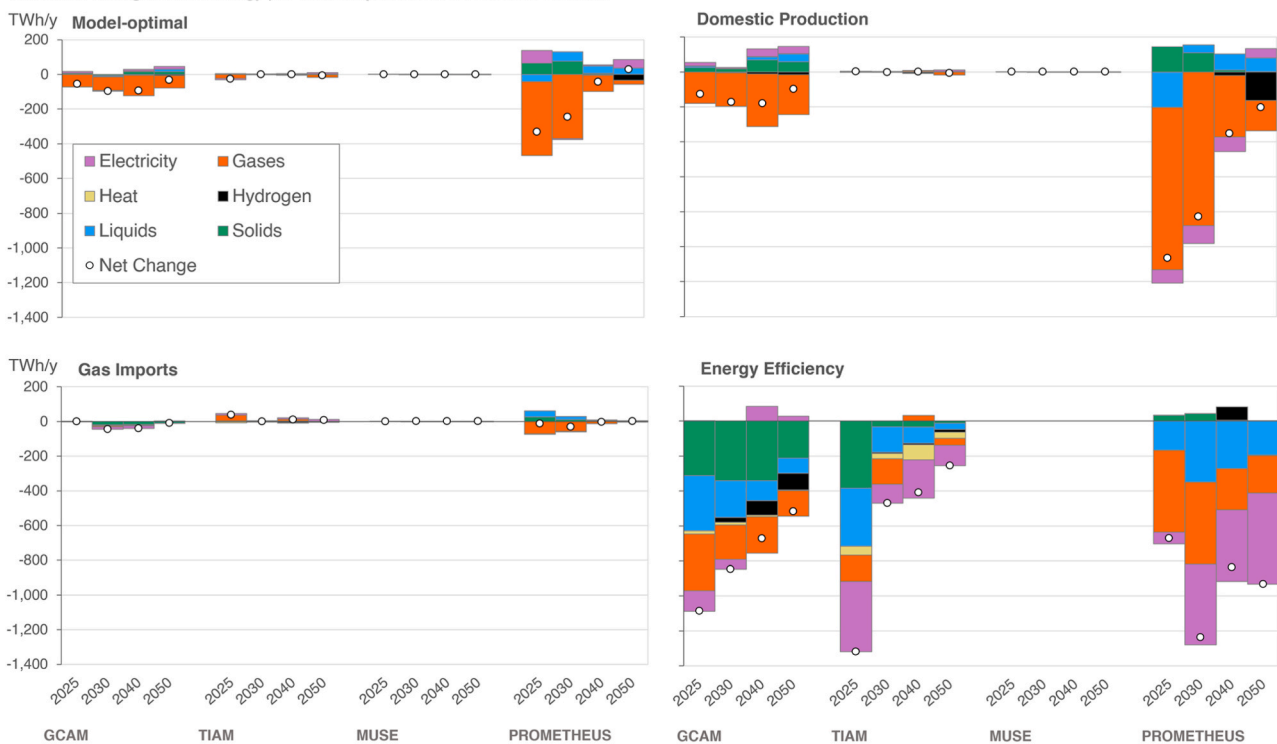 TWh/y Model-optimal Domestic Production
200
0
-200
-400
-600
-800
-1,000
-1,200
-1,400
Electricity Gases
Heat Hydrogen
Liquids Solids
Net Change
TWh/y Gas Imports Energy Efficiency
200
0
-200
-400
-600
-800
-1,000
-1,200
-1,400
2025 2030 2040 2050 2025 2030 2040 2050 2025 2030 2040 2050 2025 2030 2040 2050 2025 2030 2040 2050 2025 2030 2040 2050 2025 2030 2040 2050 2025 2030 2040 2050
GCAM TIAM MUSE PROMETHEUS GCAM TIAM MUSE PROMETHEUS